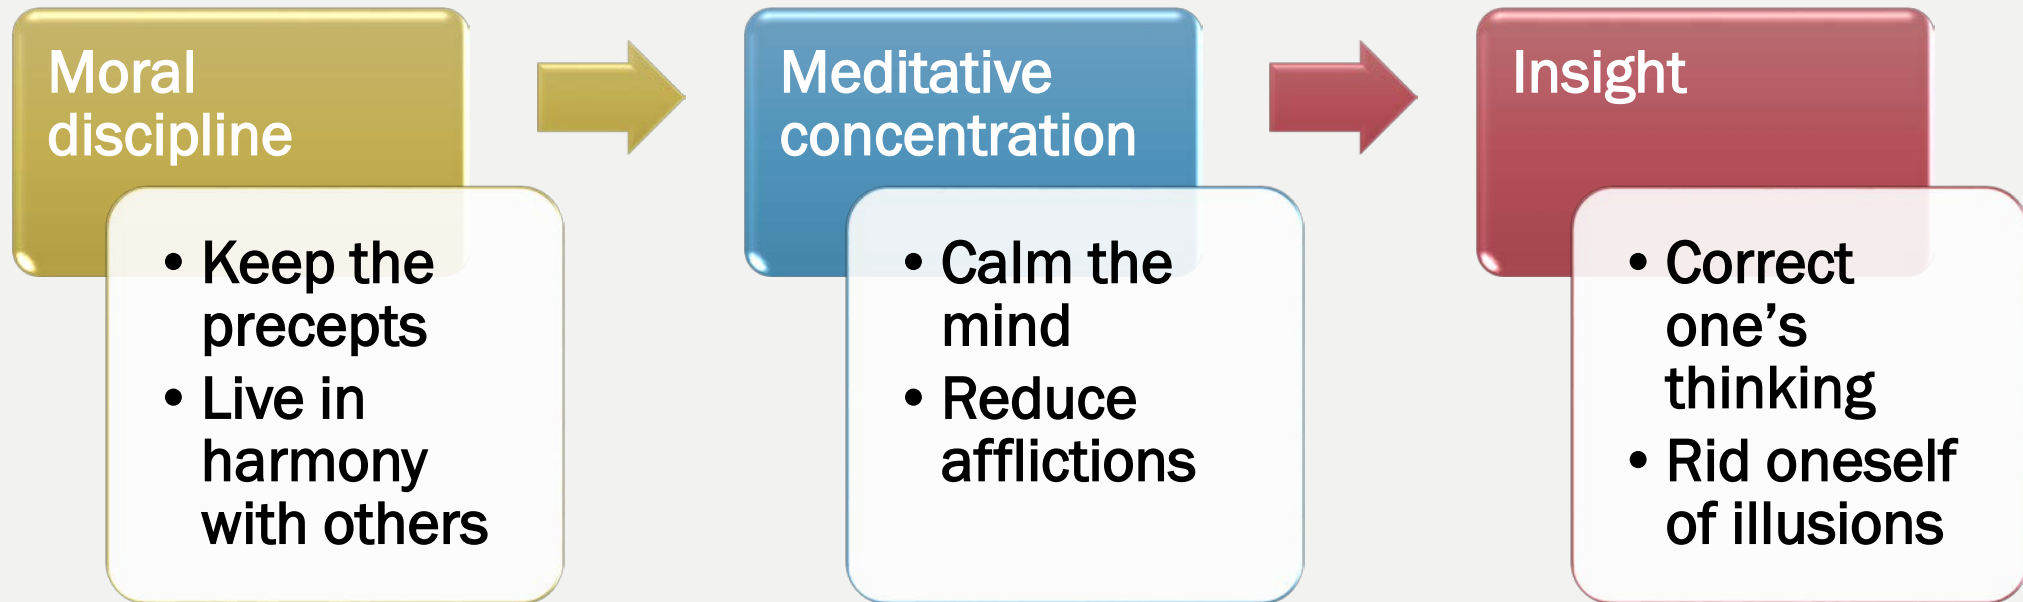 Moral
discipline
• Keep the
precepts
• Live in
harmony
with others
Meditative
concentration
• Calm the
mind
• Reduce
afflictions
Insight
• Correct
one’s
thinking
• Rid oneself
of illusions